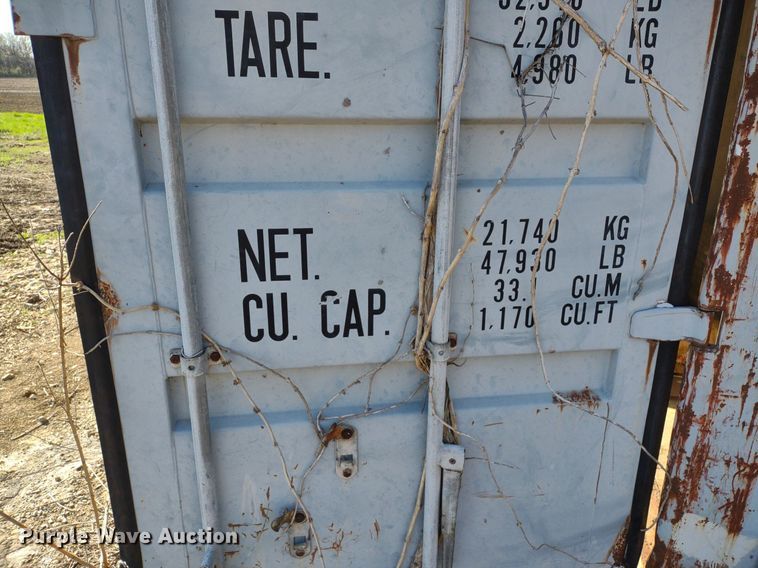 LB
TARE. 2,260 KG
4,980 LB
NET. 21,740 KG
47,930 LB
CU. CAP. 33. CU.M
1,170 CU.FT
Purple Wave Auction